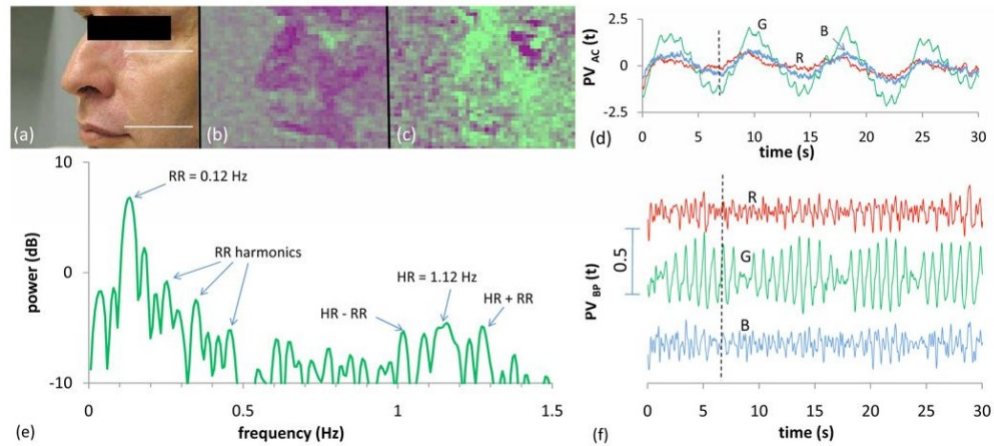 (a)
(b)
(c)
2.5
0
-2.5
PV AC (t)
G
B
R
0 5 10 15 20 25 30
(d) time (s)
10
0
-10
power (dB)
RR = 0.12 Hz
RR harmonics
HR = 1.12 Hz
HR - RR
HR + RR
0 0.5 1 1.5
(e) frequency (Hz)
R
0.5
G
PV BP (t)
B
0 5 10 15 20 25 30
time (s) (f)